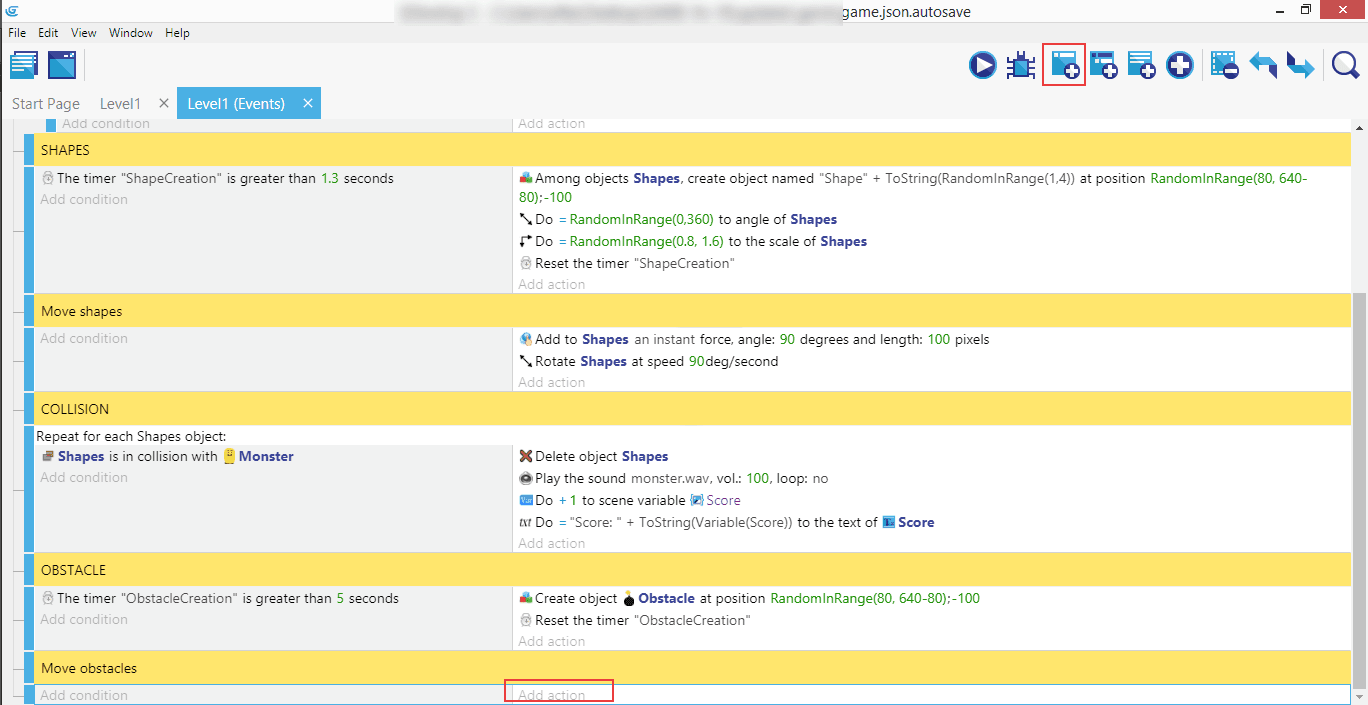 game.json.autosave
File Edit View Window Help
Start Page Level1 Level1 (Events)
Add condition Add action
SHAPES
The timer "ShapeCreation" is greater than 1.3 seconds
Add condition
Among objects Shapes, create object named "Shape" + ToString(RandomInRange(1,4)) at position RandomInRange(80, 640-
80);-100
Do = RandomInRange(0,360) to angle of Shapes
Do = RandomInRange(0.8, 1.6) to the scale of Shapes
Reset the timer "ShapeCreation"
Add action
Move shapes
Add condition
Add to Shapes an instant force, angle: 90 degrees and length: 100 pixels
Rotate Shapes at speed 90deg/second
Add action
COLLISION
Repeat for each Shapes object:
Shapes is in collision with Monster
Add condition
Delete object Shapes
Play the sound monster.wav, vol.: 100, loop: no
Var Do + 1 to scene variable Score
txt Do = "Score: " + ToString(Variable(Score)) to the text of Score
Add action
OBSTACLE
The timer "ObstacleCreation" is greater than 5 seconds
Add condition
Create object Obstacle at position RandomInRange(80, 640-80);-100
Reset the timer "ObstacleCreation"
Add action
Move obstacles
Add condition Add action